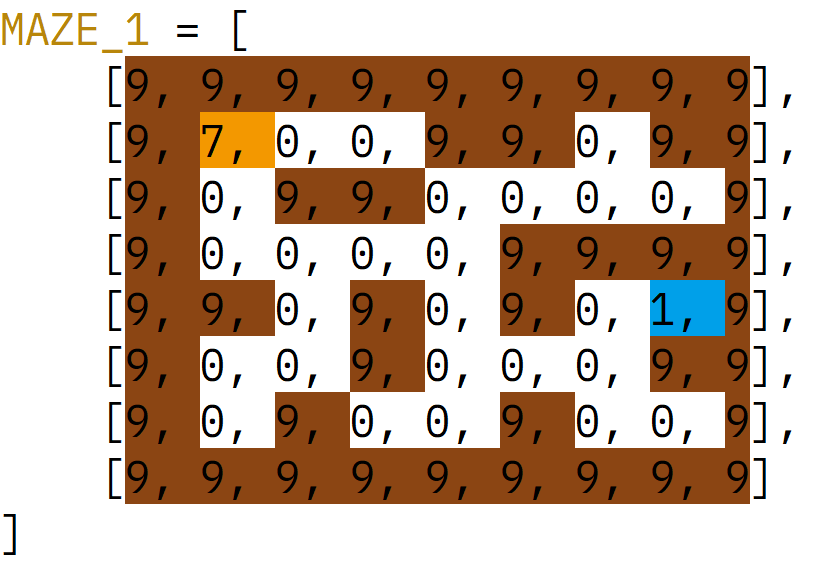 MAZE_1 = [
[9, 9, 9, 9, 9, 9, 9, 9, 9],
[9, 7, 0, 0, 9, 9, 0, 9, 9],
[9, 0, 9, 9, 0, 0, 0, 0, 9],
[9, 0, 0, 0, 0, 9, 9, 9, 9],
[9, 9, 0, 9, 0, 9, 0, 1, 9],
[9, 0, 0, 9, 0, 0, 0, 9, 9],
[9, 0, 9, 0, 0, 9, 0, 0, 9],
[9, 9, 9, 9, 9, 9, 9, 9, 9]
]